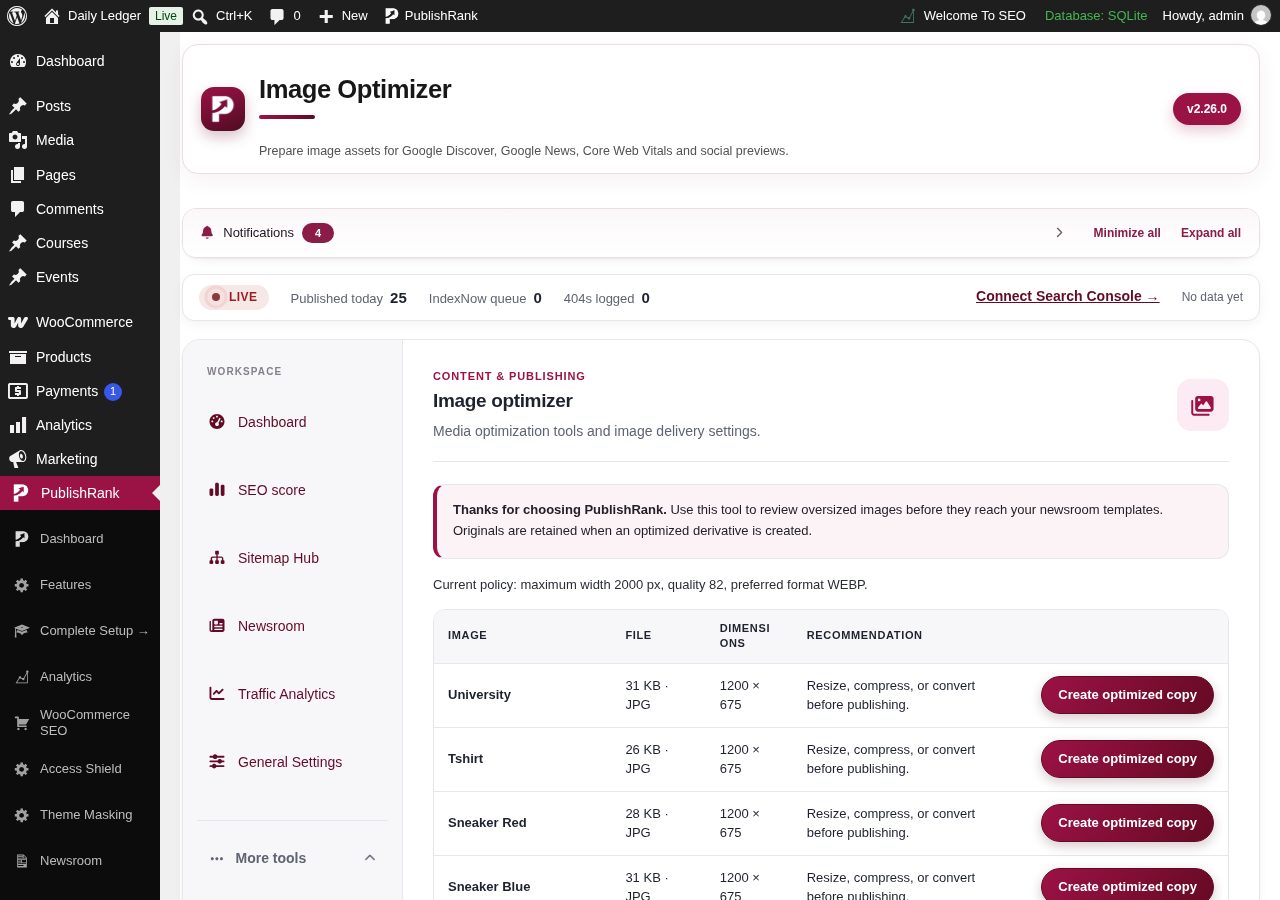 Daily Ledger Live Ctrl+K 0 New PublishRank Welcome To SEO Database: SQLite Howdy, admin
Dashboard
Posts
Media
Pages
Comments
Courses
Events
WooCommerce
Products
Payments 1
Analytics
Marketing
PublishRank
Dashboard
Features
Complete Setup →
Analytics
WooCommerce
SEO
Access Shield
Theme Masking
Newsroom
Image Optimizer
Prepare image assets for Google Discover, Google News, Core Web Vitals and social previews.
v2.26.0
Notifications 4 Minimize all Expand all
LIVE Published today 25 IndexNow queue 0 404s logged 0 Connect Search Console → No data yet
WORKSPACE
Dashboard
SEO score
Sitemap Hub
Newsroom
Traffic Analytics
General Settings
More tools
CONTENT & PUBLISHING
Image optimizer
Media optimization tools and image delivery settings.
Thanks for choosing PublishRank. Use this tool to review oversized images before they reach your newsroom templates.
Originals are retained when an optimized derivative is created.
Current policy: maximum width 2000 px, quality 82, preferred format WEBP.
IMAGE FILE DIMENSI
ONS RECOMMENDATION
University 31 KB ·
JPG 1200 ×
675 Resize, compress, or convert
before publishing. Create optimized copy
Tshirt 26 KB ·
JPG 1200 ×
675 Resize, compress, or convert
before publishing. Create optimized copy
Sneaker Red 28 KB ·
JPG 1200 ×
675 Resize, compress, or convert
before publishing. Create optimized copy
Sneaker Blue 31 KB ·
JPG 1200 ×
675 Resize, compress, or convert
before publishing. Create optimized copy